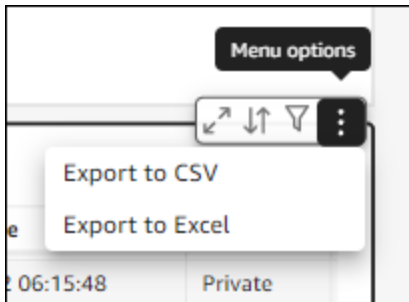 Menu options
Export to CSV
Export to Excel
e
2 06:15:48 Private